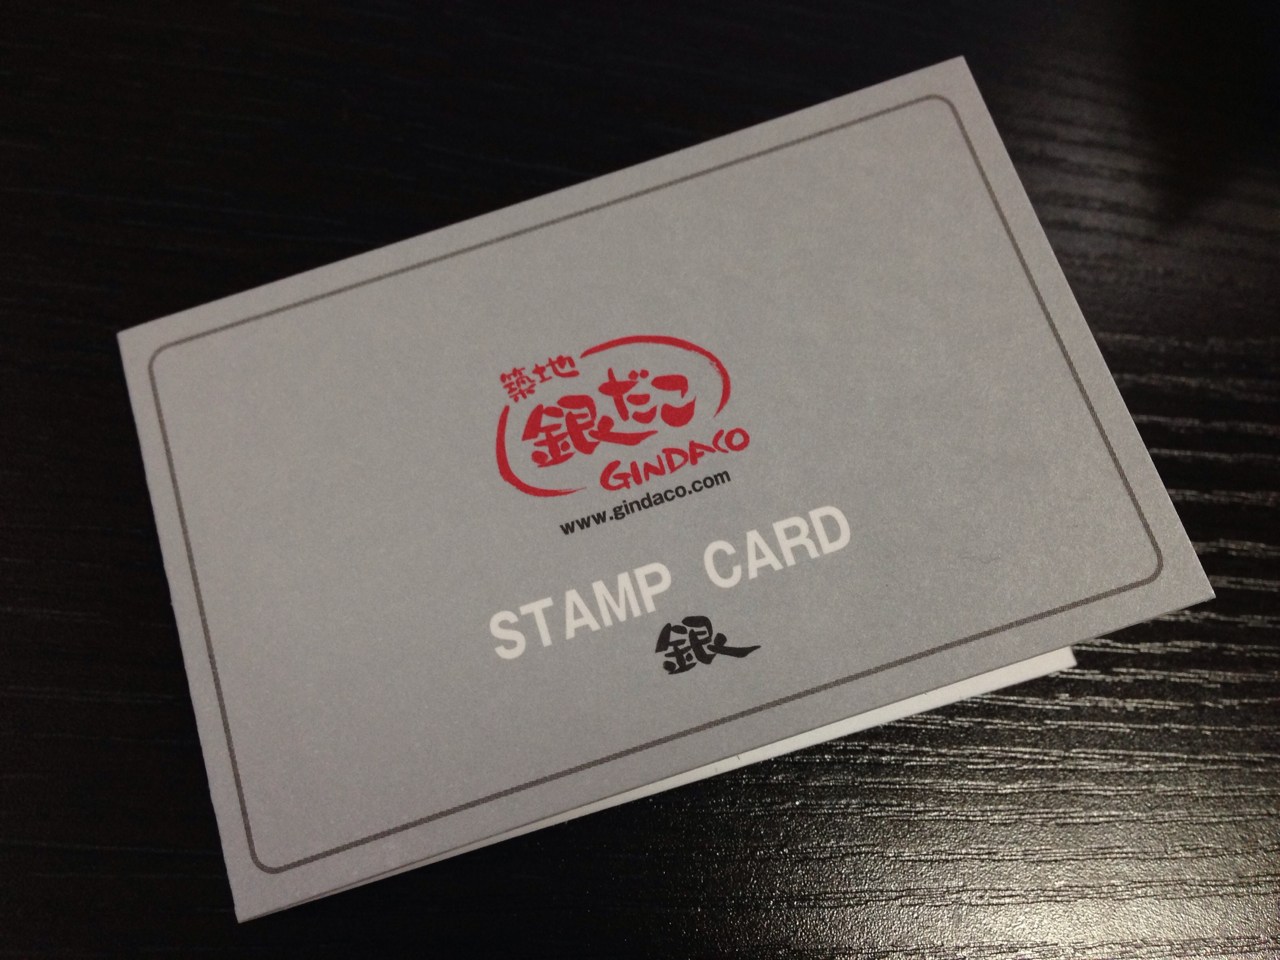 築地
銀だこ
GINDACO
www.gindaco.com
STAMP CARD
銀